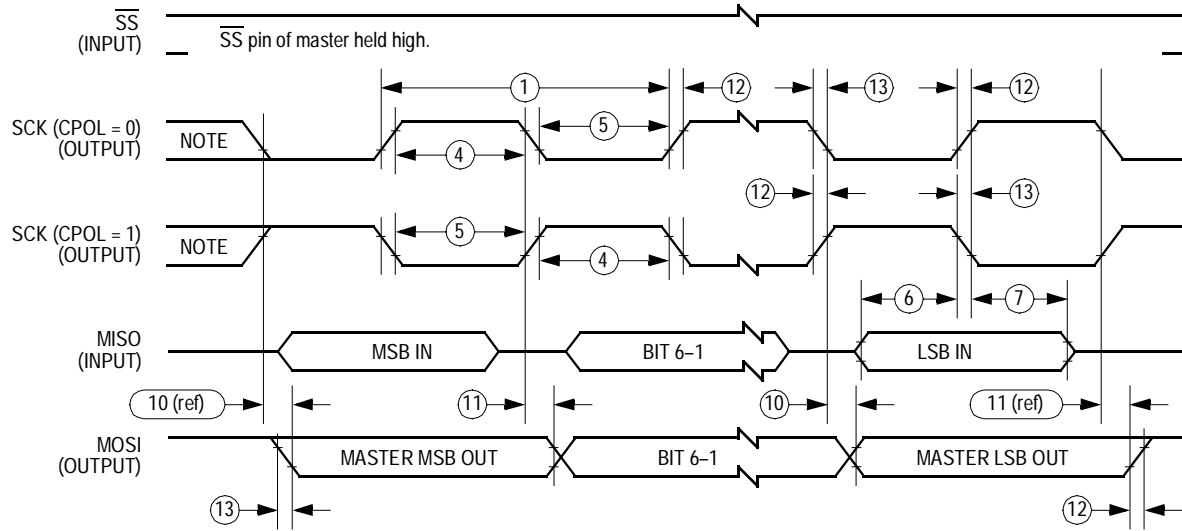 SS
(INPUT)
SS pin of master held high.
1
12
13
12
SCK (CPOL = 0)
(OUTPUT)
NOTE
5
4
12
13
SCK (CPOL = 1)
(OUTPUT)
NOTE
5
4
6
7
MISO
(INPUT)
MSB IN
BIT 6–1
LSB IN
10 (ref)
11
10
11 (ref)
MOSI
(OUTPUT)
MASTER MSB OUT
BIT 6–1
MASTER LSB OUT
13
12